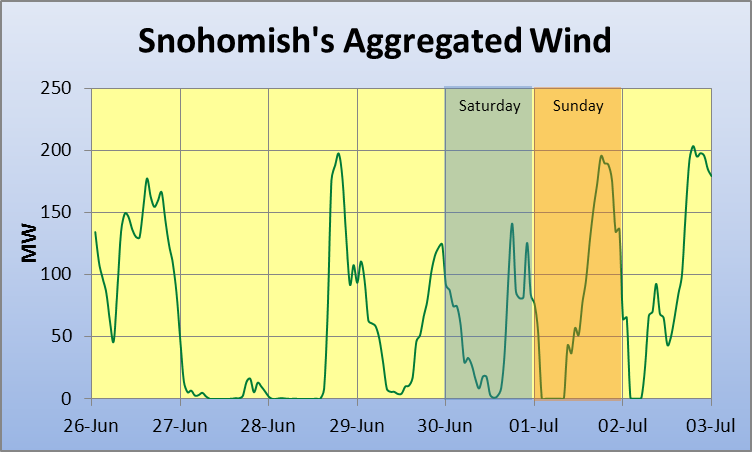 Snohomish's Aggregated Wind
250
200
150
100
50
0
MW
Saturday
Sunday
26-Jun
27-Jun
28-Jun
29-Jun
30-Jun
01-Jul
02-Jul
03-Jul